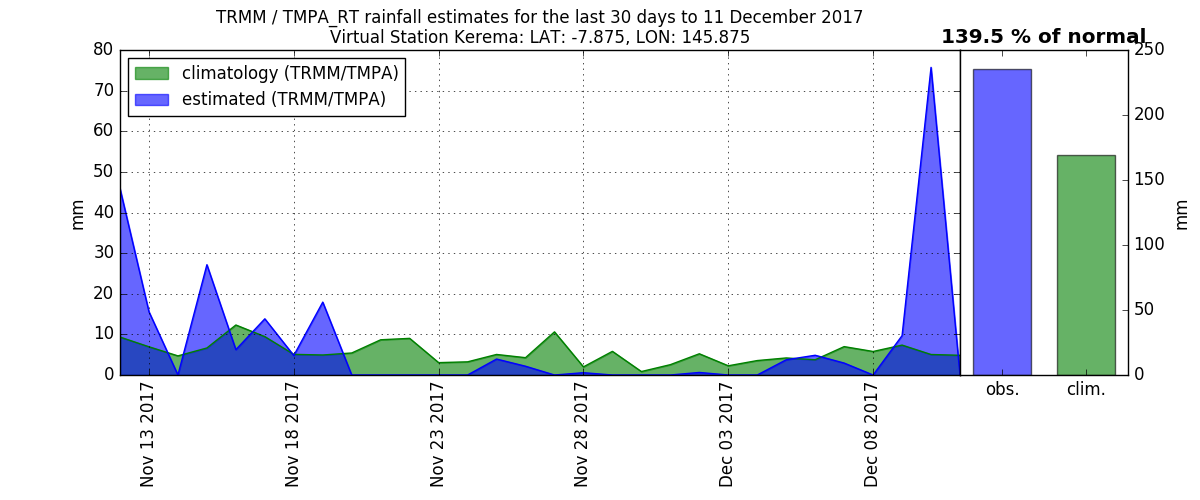 TRMM / TMPA_RT rainfall estimates for the last 30 days to 11 December 2017
Virtual Station Kerema: LAT: -7.875, LON: 145.875
139.5 % of normal
climatology (TRMM/TMPA)
estimated (TRMM/TMPA)
80
70
60
50
40
30
20
10
0
mm
Nov 13 2017
Nov 18 2017
Nov 23 2017
Nov 28 2017
Dec 03 2017
Dec 08 2017
obs.
clim.
250
200
150
100
50
0
mm